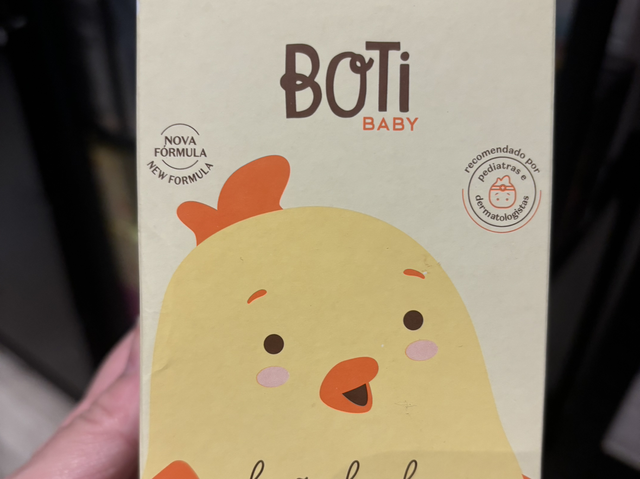 BOTi
BABY
NOVA
FÓRMULA
NEW FORMULA
recomendado por
pediatras e
dermatologistas